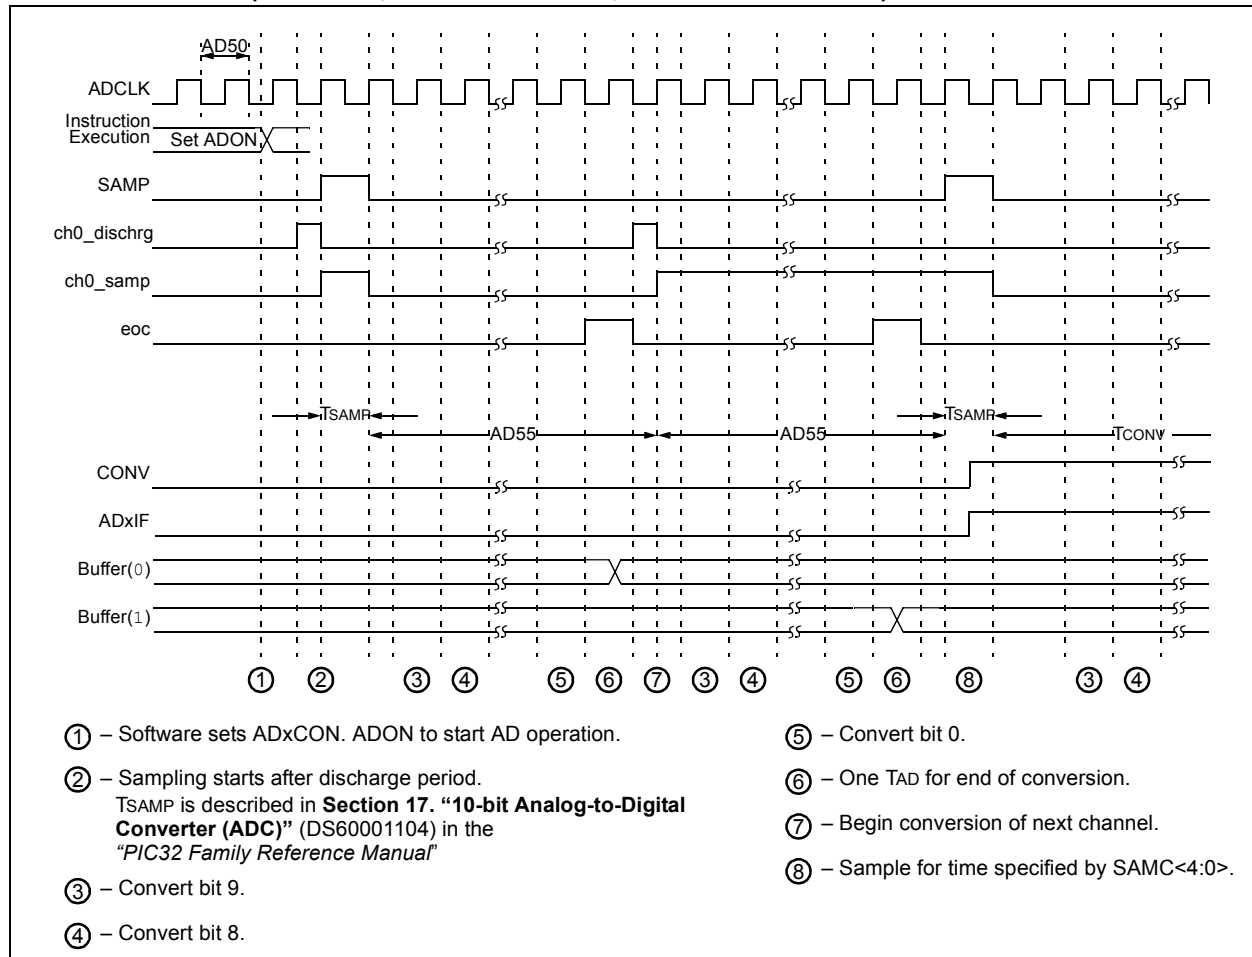 AD50
ADCLK
Instruction
Execution
Set ADON
SAMP
ch0_dischrg
ch0_samp
eoc
TSAMP
TSAMP
AD55
AD55
TCONV
CONV
ADxIF
Buffer(0)
Buffer(1)
1 2 3 4 5 6 7 3 4 5 6 8 3 4
1 – Software sets ADxCON. ADON to start AD operation.
2 – Sampling starts after discharge period.
TSAMP is described in Section 17. “10-bit Analog-to-Digital
Converter (ADC)” (DS60001104) in the
“PIC32 Family Reference Manual”
3 – Convert bit 9.
4 – Convert bit 8.
5 – Convert bit 0.
6 – One TAD for end of conversion.
7 – Begin conversion of next channel.
8 – Sample for time specified by SAMC<4:0>.